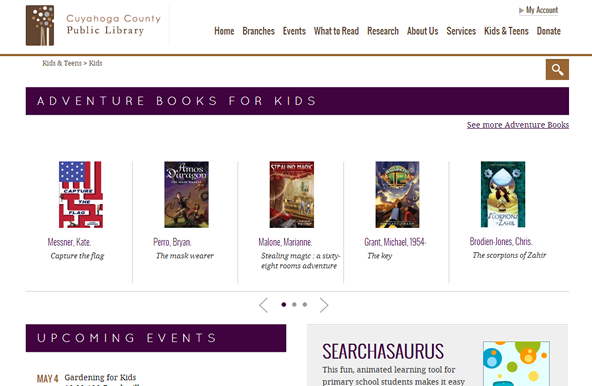 Cuyahoga County
Public Library
My Account
Home Branches Events What to Read Research About Us Services Kids & Teens Donate
Kids & Teens > Kids
ADVENTURE BOOKS FOR KIDS
See more Adventure Books
CAPTURE
THE
FLAG
Amos
Daragon
THE MASK WEARER
STEALING MAGIC
Messner, Kate.
Capture the flag
Perro, Bryan.
The mask wearer
Malone, Marianne.
Stealing magic : a sixty-
eight rooms adventure
Grant, Michael, 1954-
The key
Brodien-Jones, Chris.
The scorpions of Zahir
UPCOMING EVENTS
MAY 4 Gardening for Kids
SEARCHASAURUS
This fun, animated learning tool for
primary school students makes it easy